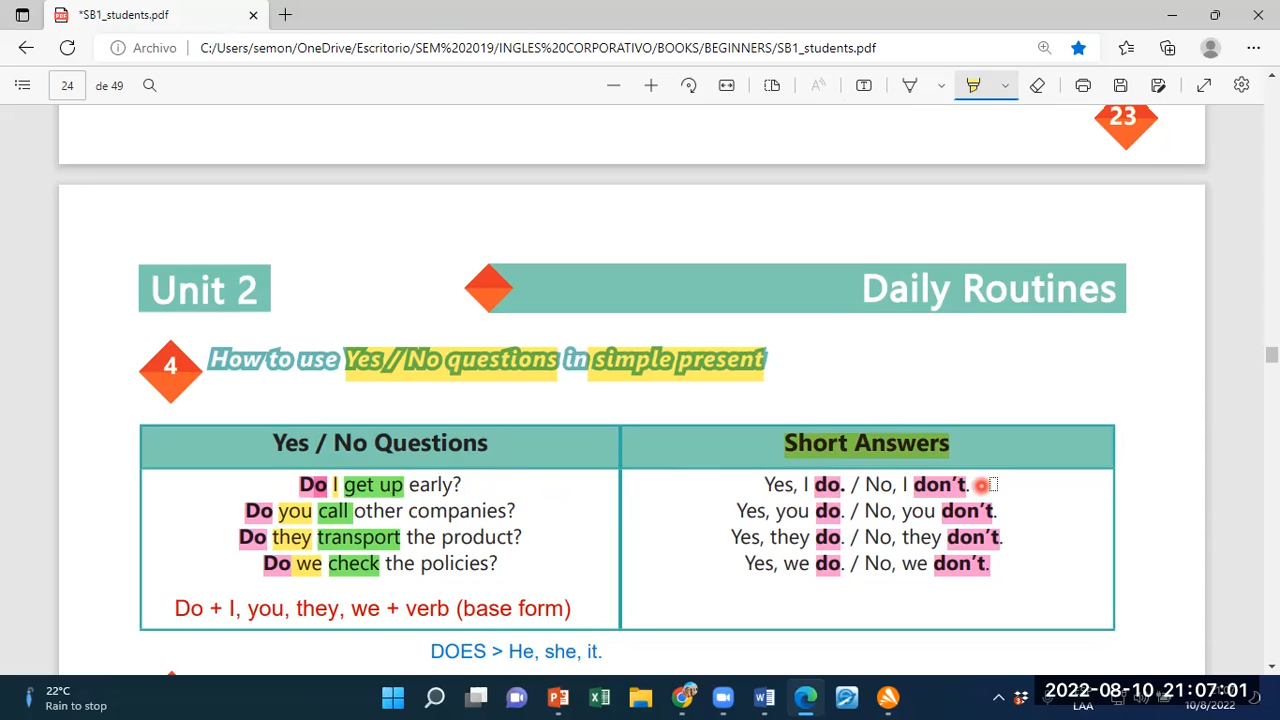 *SB1_students.pdf
Archivo
C:/Users/semon/OneDrive/Escritorio/SEM%202019/INGLES%20CORPORATIVO/BOOKS/BEGINNERS/SB1_students.pdf
24
de 49
23
Unit 2
Daily Routines
4
How to use Yes//No questions in simple present
Yes / No Questions
Short Answers
Do I get up early?
Yes, I do. / No, I don't.
Do you call other companies?
Yes, you do. / No, you don't.
Do they transport the product?
Yes, they do. / No, they don't.
Do we check the policies?
Yes, we do. / No, we don't.
Do + I, you, they, we + verb (base form)
DOES > He, she, it.
22°C
Rain to stop
2022-08-10 21:07:01
LAA
10/8/2022